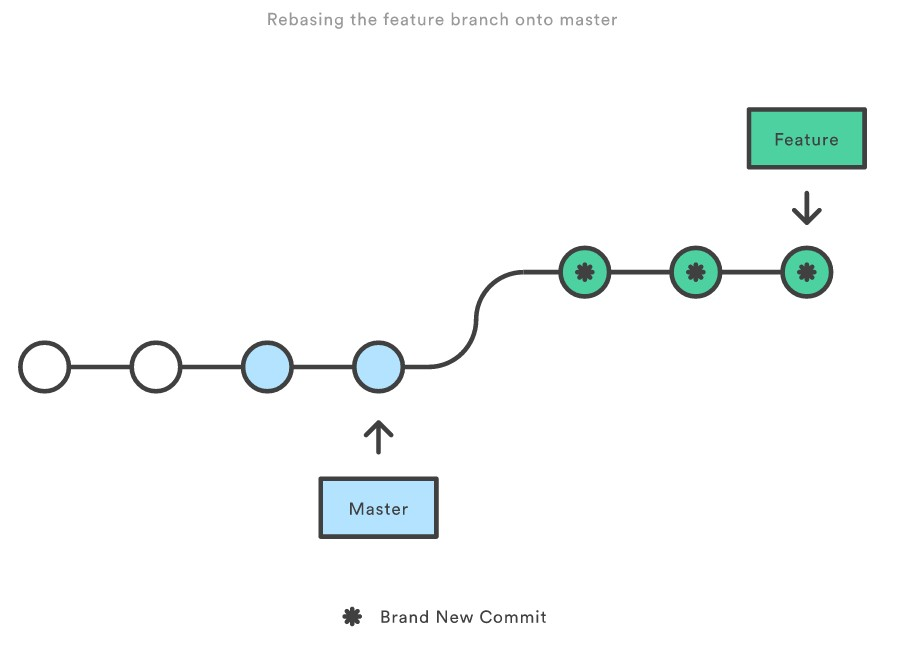 Rebasing the feature branch onto master
Feature
Master
Brand New Commit